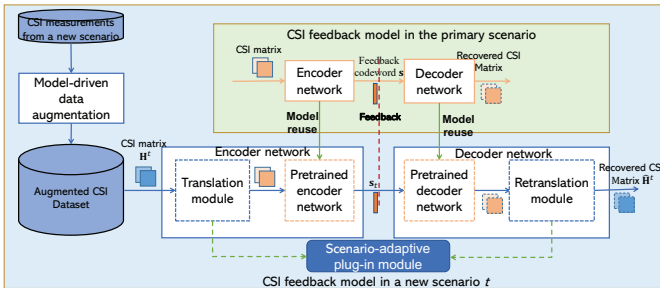 CSI measurements
from a new scenario
Model-driven
data
augmentation
Augmented CSI
Dataset
CSI feedback model in the primary scenario
CSI matrix
Encoder
network
Feedback
codeword s
Decoder
network
Recovered CSI
Matrix
Model
reuse
Feedback
Model
reuse
CSI matrix
H^t
Encoder network
Translation
module
Pretrained
encoder
network
s_t
Decoder network
Pretrained
decoder
network
Retranslation
module
Recovered CSI
Matrix Ĥ^t
Scenario-adaptive
plug-in module
CSI feedback model in a new scenario t